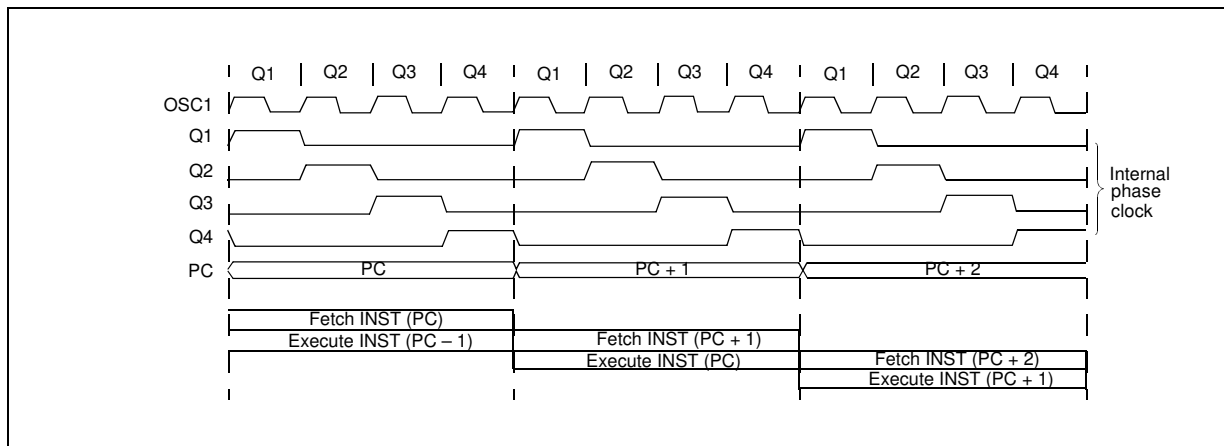 Q1 Q2 Q3 Q4 Q1 Q2 Q3 Q4 Q1 Q2 Q3 Q4
OSC1
Q1
Q2
Q3
Q4
Internal
phase
clock
PC PC PC + 1 PC + 2
Fetch INST (PC)
Execute INST (PC – 1) Fetch INST (PC + 1)
Execute INST (PC) Fetch INST (PC + 2)
Execute INST (PC + 1)